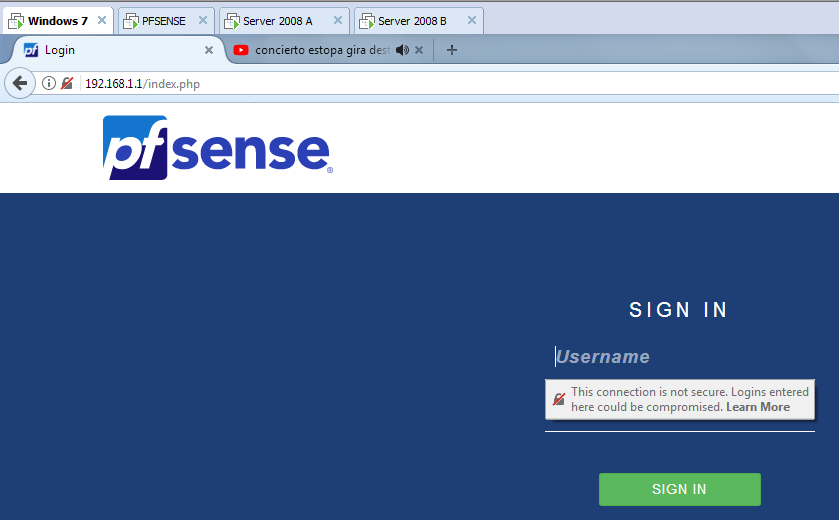 Windows 7 PFSENSE Server 2008 A Server 2008 B
Login concierto estopa gira dest
192.168.1.1/index.php
pfsense®
SIGN IN
Username
This connection is not secure. Logins entered
here could be compromised. Learn More
SIGN IN